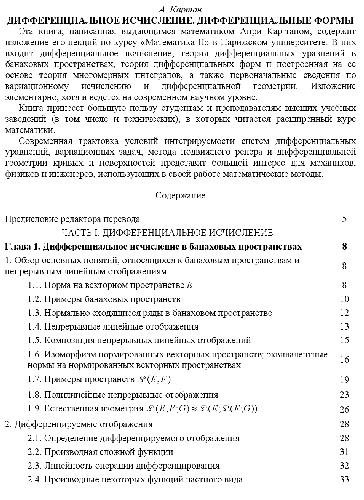 А. Картан
ДИФФЕРЕНЦИАЛЬНОЕ ИСЧИСЛЕНИЕ. ДИФФЕРЕНЦИАЛЬНЫЕ ФОРМЫ
Эта книга, написанная выдающимся математиком Анри Картаном, содержит
изложение его лекций по курсу «Математика II» в Парижском университете. В них
входит дифференциальное исчисление, теория дифференциальных уравнений в
банаховых пространствах, теория дифференциальных форм и построенная на ее
основе теория многомерных интегралов, а также первоначальные сведения по
вариационному исчислению и дифференциальной геометрии. Изложение
элементарно, хотя и ведется на современном научном уровне.
Книга принесет большую пользу студентам и преподавателям высших учебных
заведений (в том числе и технических), в которых читается расширенный курс
математики.
Современная трактовка условий интегрируемости систем дифференциальных
уравнений, вариационных задач, метода подвижного репера и дифференциальной
геометрии кривых и поверхностей представит большой интерес для механиков,
физиков и инженеров, использующих в своей работе математические методы.
Содержание
Предисловие редактора перевода 5
ЧАСТЬ I. ДИФФЕРЕНЦИАЛЬНОЕ ИСЧИСЛЕНИЕ
Глава 1. Дифференциальное исчисление в банаховых пространствах 8
1. Обзор основных понятий, относящихся к банаховым пространствам и
непрерывным линейным отображениям 8
1.1. Норма на векторном пространстве E 8
1.2. Примеры банаховых пространств 10
1.3. Нормально сходящиеся ряды в банаховом пространстве 12
1.4. Непрерывные линейные отображения 13
1.5. Композиция непрерывных линейных отображений 15
1.6. Изоморфизм нормированных векторных пространств; эквивалентные
нормы на нормированных векторных пространствах 16
1.7. Примеры пространств ℒ(E;F) 19
1.8. Полилинейные непрерывные отображения 23
1.9. Естественная изометрия ℒ(E,F;G) ≈ ℒ(E;ℒ(F;G)) 26
2. Дифференцируемые отображения 28
2.1. Определение дифференцируемого отображения 28
2.2. Производная сложной функции 31
2.3. Линейность операции дифференцирования 32
2.4. Производные некоторых функций частного вида 33